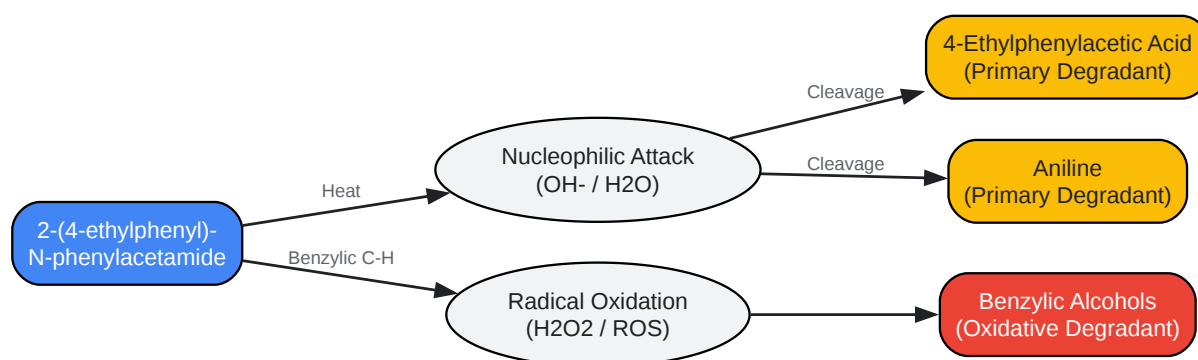 2-(4-ethylphenyl)-
N-phenylacetamide
Heat
Benzylic C-H
Nucleophilic Attack
(OH- / H2O)
Radical Oxidation
(H2O2 / ROS)
Cleavage
Cleavage
4-Ethylphenylacetic Acid
(Primary Degradant)
Aniline
(Primary Degradant)
Benzylic Alcohols
(Oxidative Degradant)